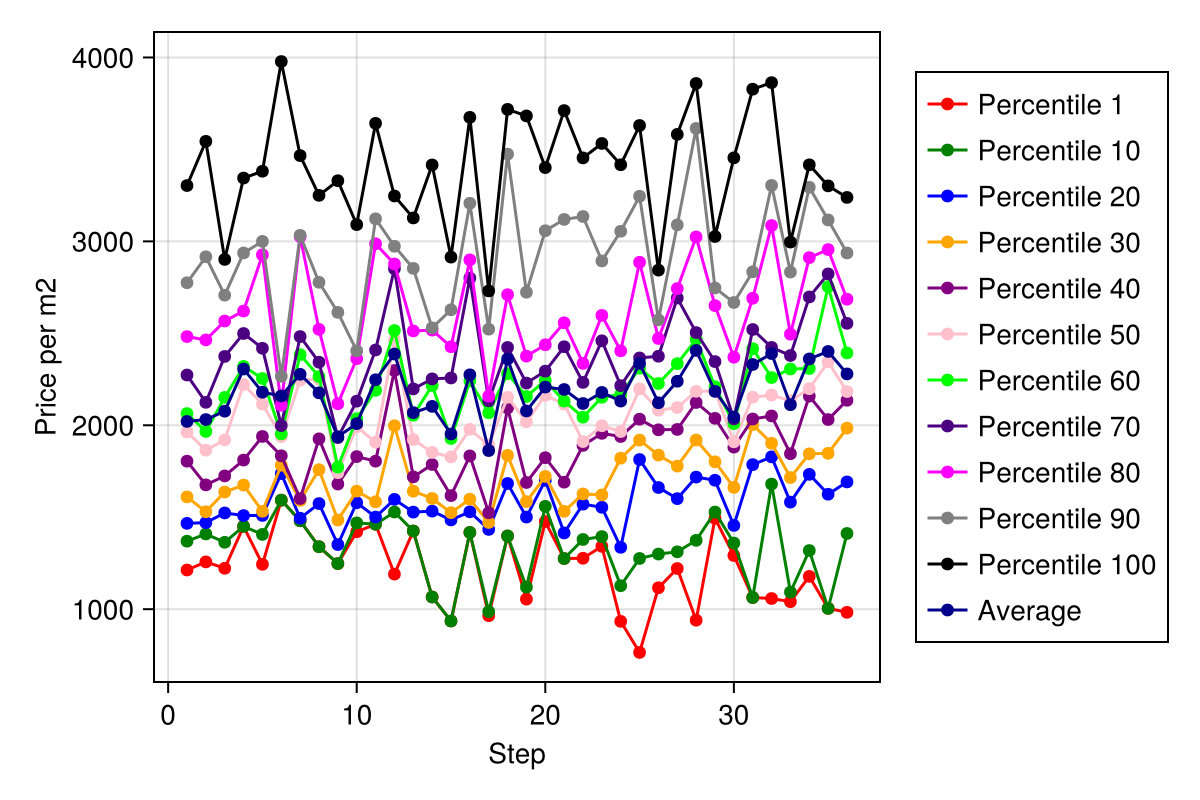 4000
3000
2000
1000
Price per m2
0
10
20
30
Step
Percentile 1
Percentile 10
Percentile 20
Percentile 30
Percentile 40
Percentile 50
Percentile 60
Percentile 70
Percentile 80
Percentile 90
Percentile 100
Average